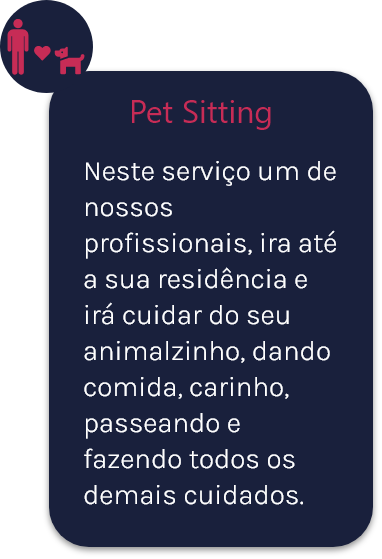 Pet Sitting
Neste serviço um de
nossos
profissionais, ira até
a sua residência e
irá cuidar do seu
animalzinho, dando
comida, carinho,
passeando e
fazendo todos os
demais cuidados.